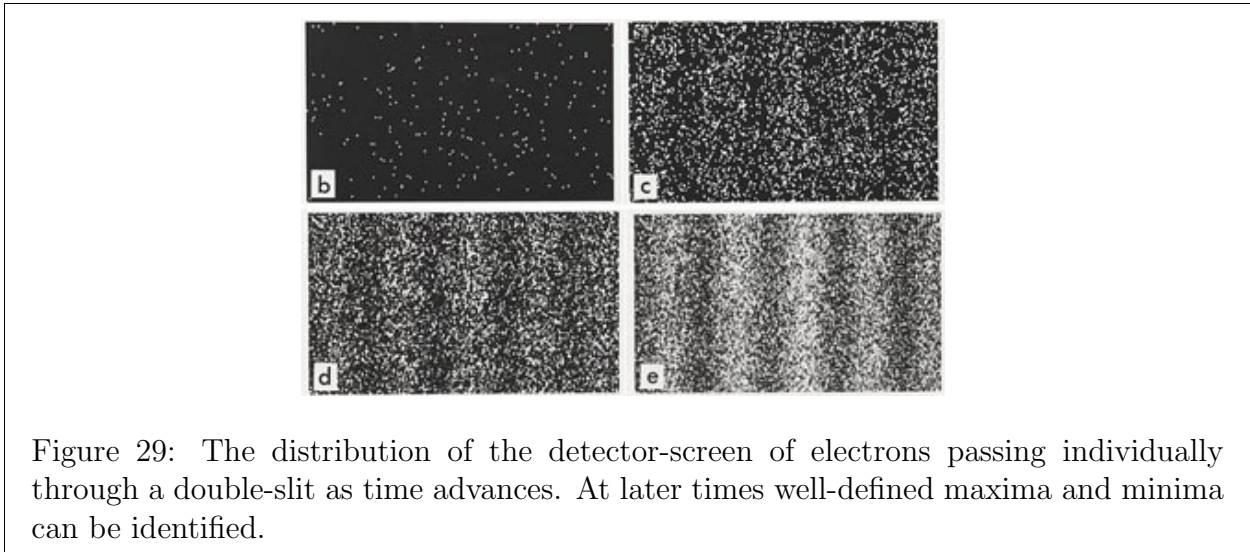 b
c
d
e
Figure 29: The distribution of the detector-screen of electrons passing individually
through a double-slit as time advances. At later times well-defined maxima and minima
can be identified.